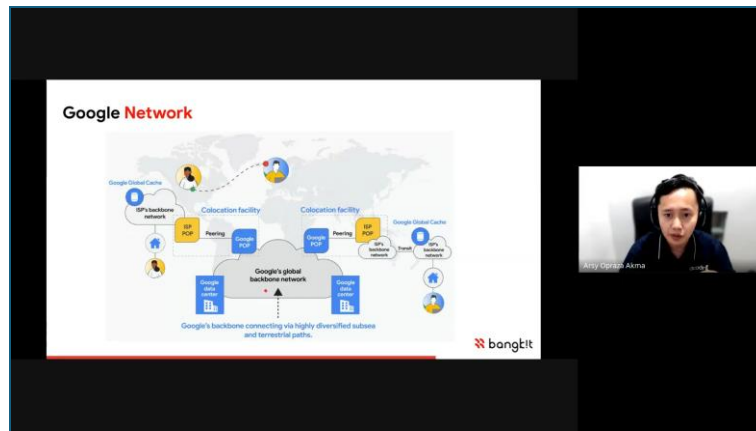 Google Network
Google Global Cache
ISP's backbone
network
Colocation facility
Colocation facility
ISP
POP
Peering
Google
POP
Google
POP
Peering
ISP
POP
Google Global Cache
ISP's
backbone
network
Transit
ISP's
backbone
network
Google's global
backbone network
Google
data
center
Google
data
center
Google's backbone connecting via highly diversified subsea
and terrestrial paths.
bangk!t
Arsy Opraza Akma